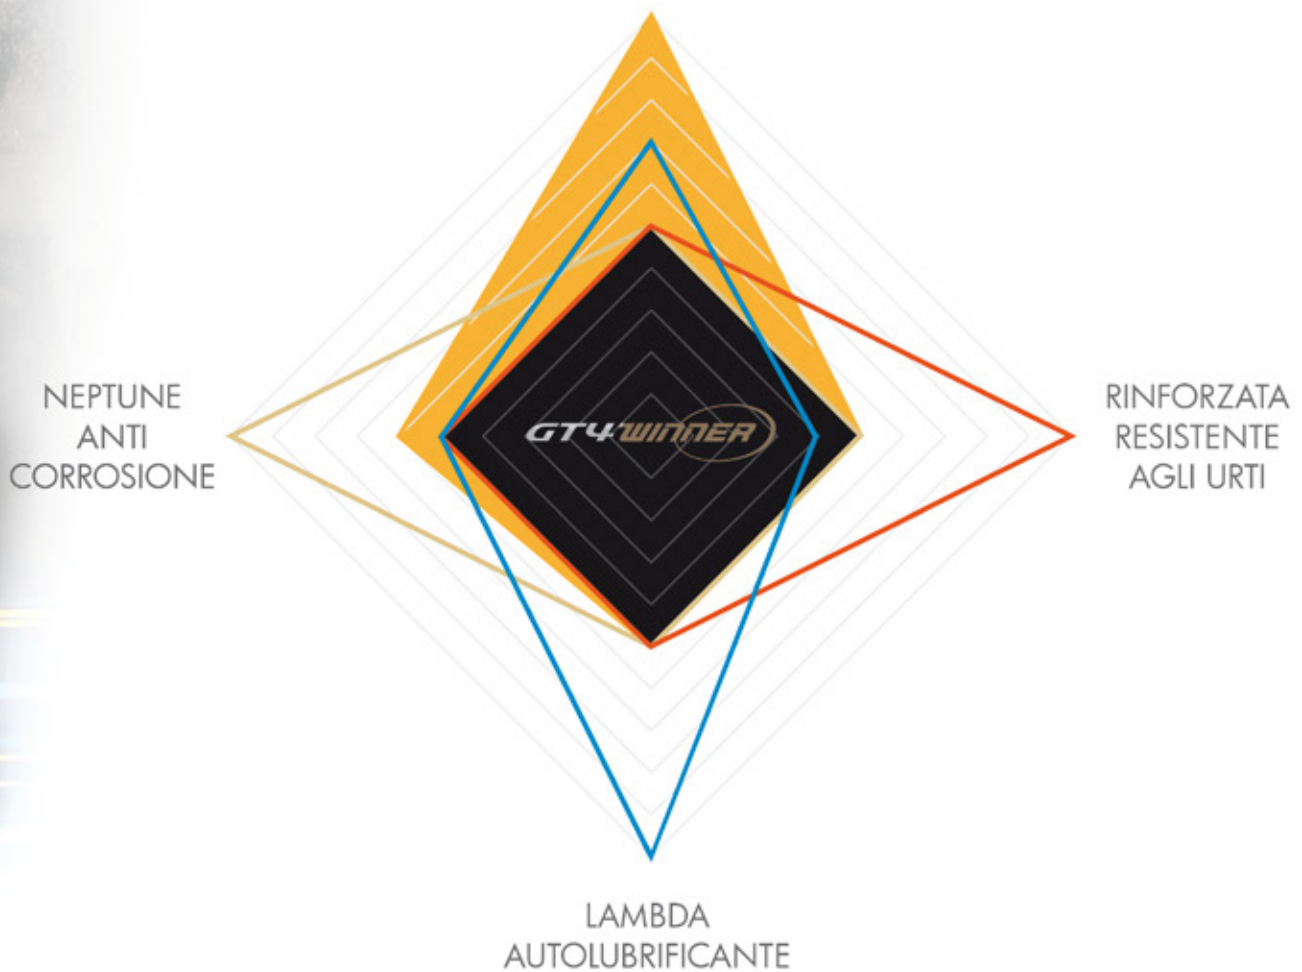 NEPTUNE
ANTI
CORROSIONE
GT4 WINNER
RINFORZATA
RESISTENTE
AGLI URTI
LAMBDA
AUTOLUBRIFICANTE